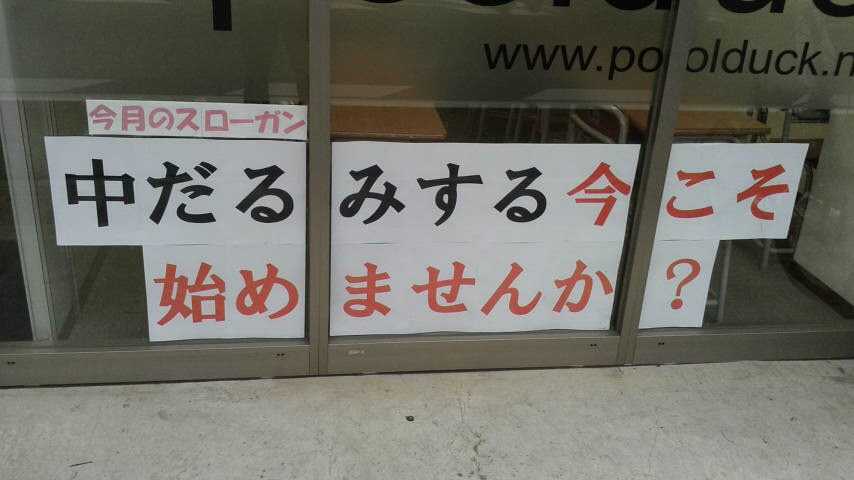 www.po
olduck.n
今月のスローガン
中だるみする今こそ
始めませんか？